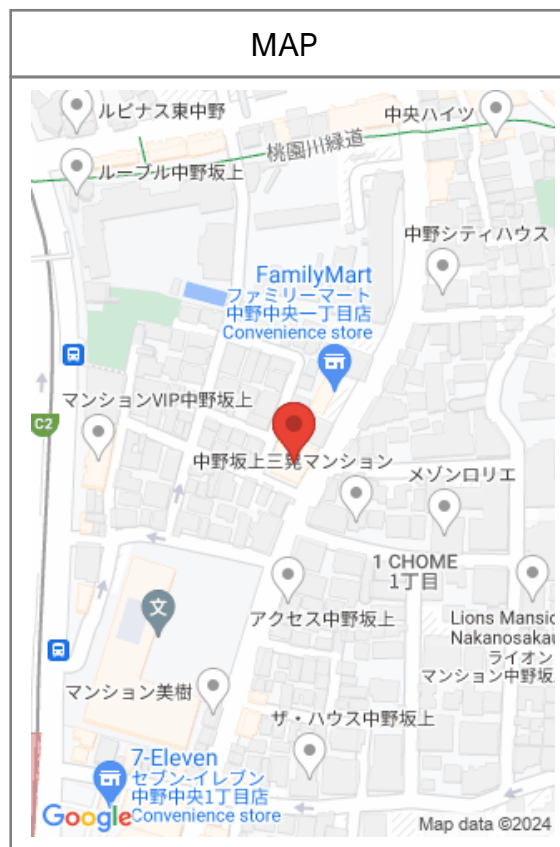 MAP
ルピナス東中野
中央ハイツ
桃園川緑道
ルーブル中野坂上
中野シティハウス
FamilyMart
ファミリーマート
中野中央一丁目店
Convenience store
マンションVIP中野坂上
C2
中野坂上三晃マンション
メゾンロリエ
1 CHOME
1丁目
文
アクセス中野坂上
Lions Mansio
Nakanosakau
ライオン
マンション中野坂
マンション美樹
ザ・ハウス中野坂上
7-Eleven
セブン-イレブン
中野中央1丁目店
Convenience store
Google
Map data ©2024